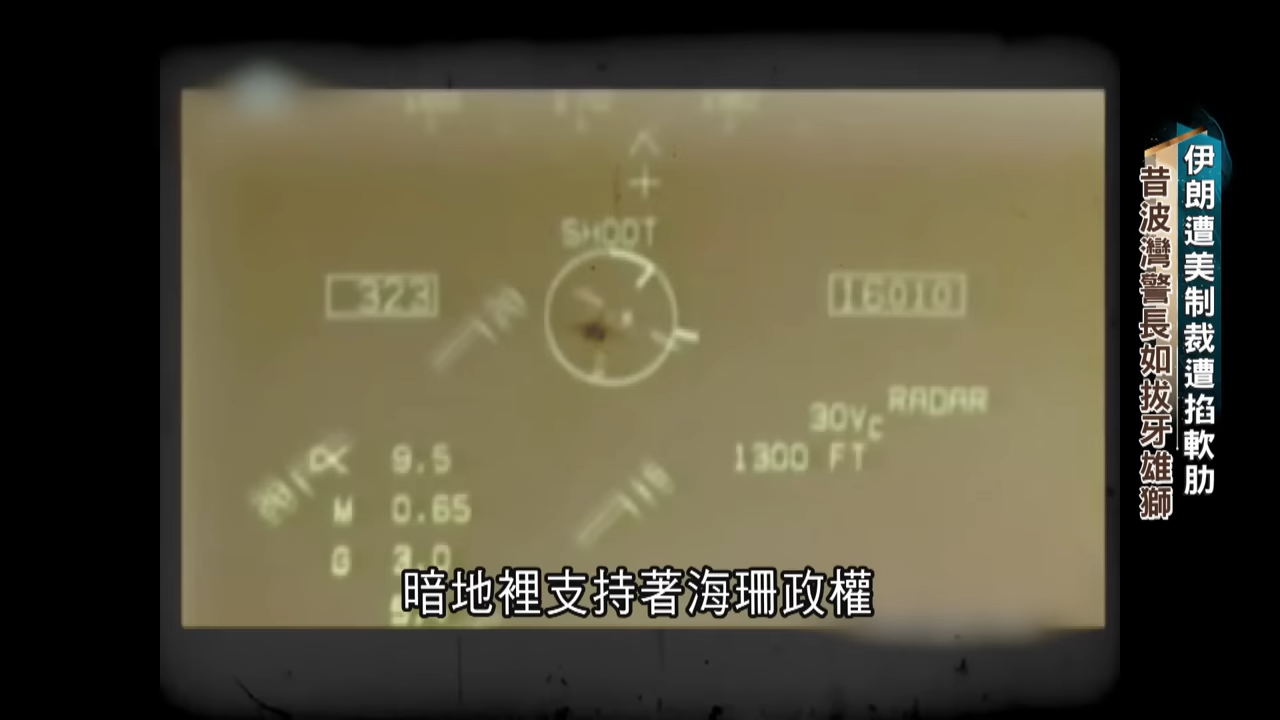 SHOOT
323
16010
RADAR
30Vc
1300 FT
α 9.5
M 0.65
G 3.0
暗地裡支持著海珊政權
伊朗遭美制裁遭掐軟肋
昔波灣警長如拔牙雄獅